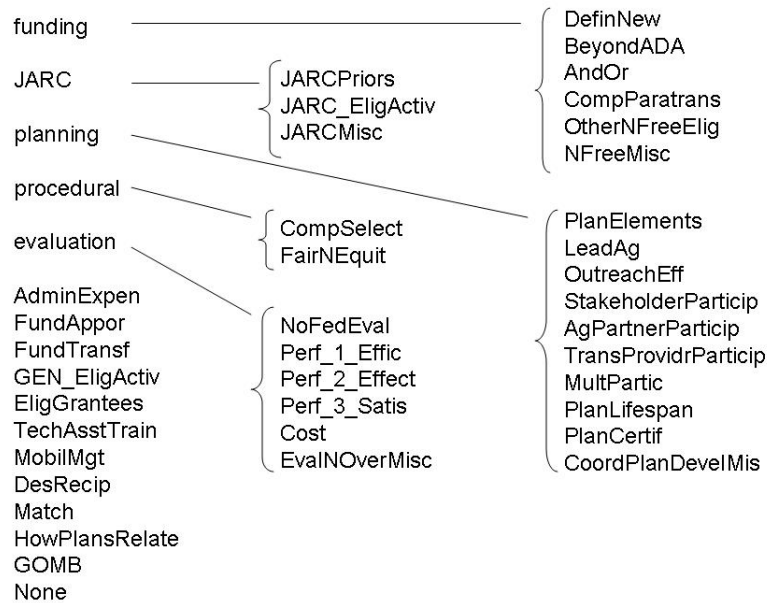 funding
JARC
planning
procedural
evaluation
AdminExpen
FundAppor
FundTransf
GEN_EligActiv
EligGrantees
TechAsstTrain
MobilMgt
DesRecip
Match
HowPlansRelate
GOMB
None
JARCPriors
JARC_EligActiv
JARCMisc
CompSelect
FairNEquit
NoFedEval
Perf_1_Effic
Perf_2_Effect
Perf_3_Satis
Cost
EvalNOverMisc
DefinNew
BeyondADA
AndOr
CompParatrans
OtherNFreeElig
NFreeMisc
PlanElements
LeadAg
OutreachEff
StakeholderParticip
AgPartnerParticip
TransProvidrParticip
MultPartic
PlanLifespan
PlanCertif
CoordPlanDevelMis